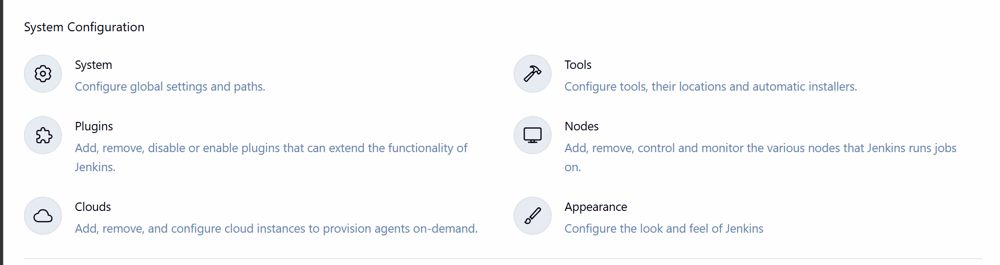 System Configuration
System
Configure global settings and paths.
Tools
Configure tools, their locations and automatic installers.
Plugins
Add, remove, disable or enable plugins that can extend the functionality of
Jenkins.
Nodes
Add, remove, control and monitor the various nodes that Jenkins runs jobs
on.
Clouds
Add, remove, and configure cloud instances to provision agents on-demand.
Appearance
Configure the look and feel of Jenkins